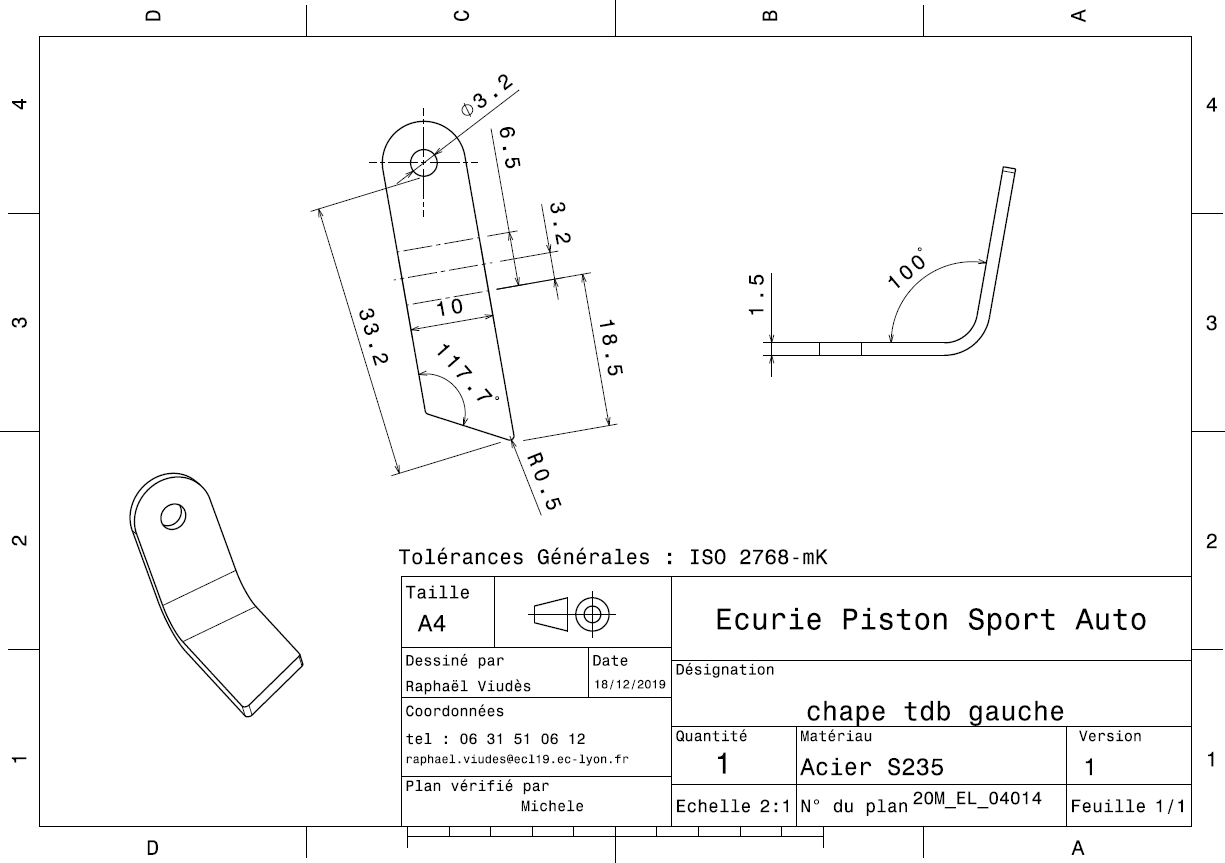 D C B A
4 4
Ø3.2
6.5
3.2
100°
1.5
3 3
33.2
10
18.5
117.7°
R0.5
2 2
Tolérances Générales : ISO 2768-mK
Taille
A4
Ecurie Piston Sport Auto
Dessiné par
Raphaël Viudès
Date
18/12/2019
Désignation
chape tdb gauche
Coordonnées
tel : 06 31 51 06 12
raphael.viudes@ecl19.ec-lyon.fr
Quantité
1
Matériau
Acier S235
Version
1
1 1
Plan vérifié par
Michele
Echelle 2:1
N° du plan 20M_EL_04014
Feuille 1/1
D A